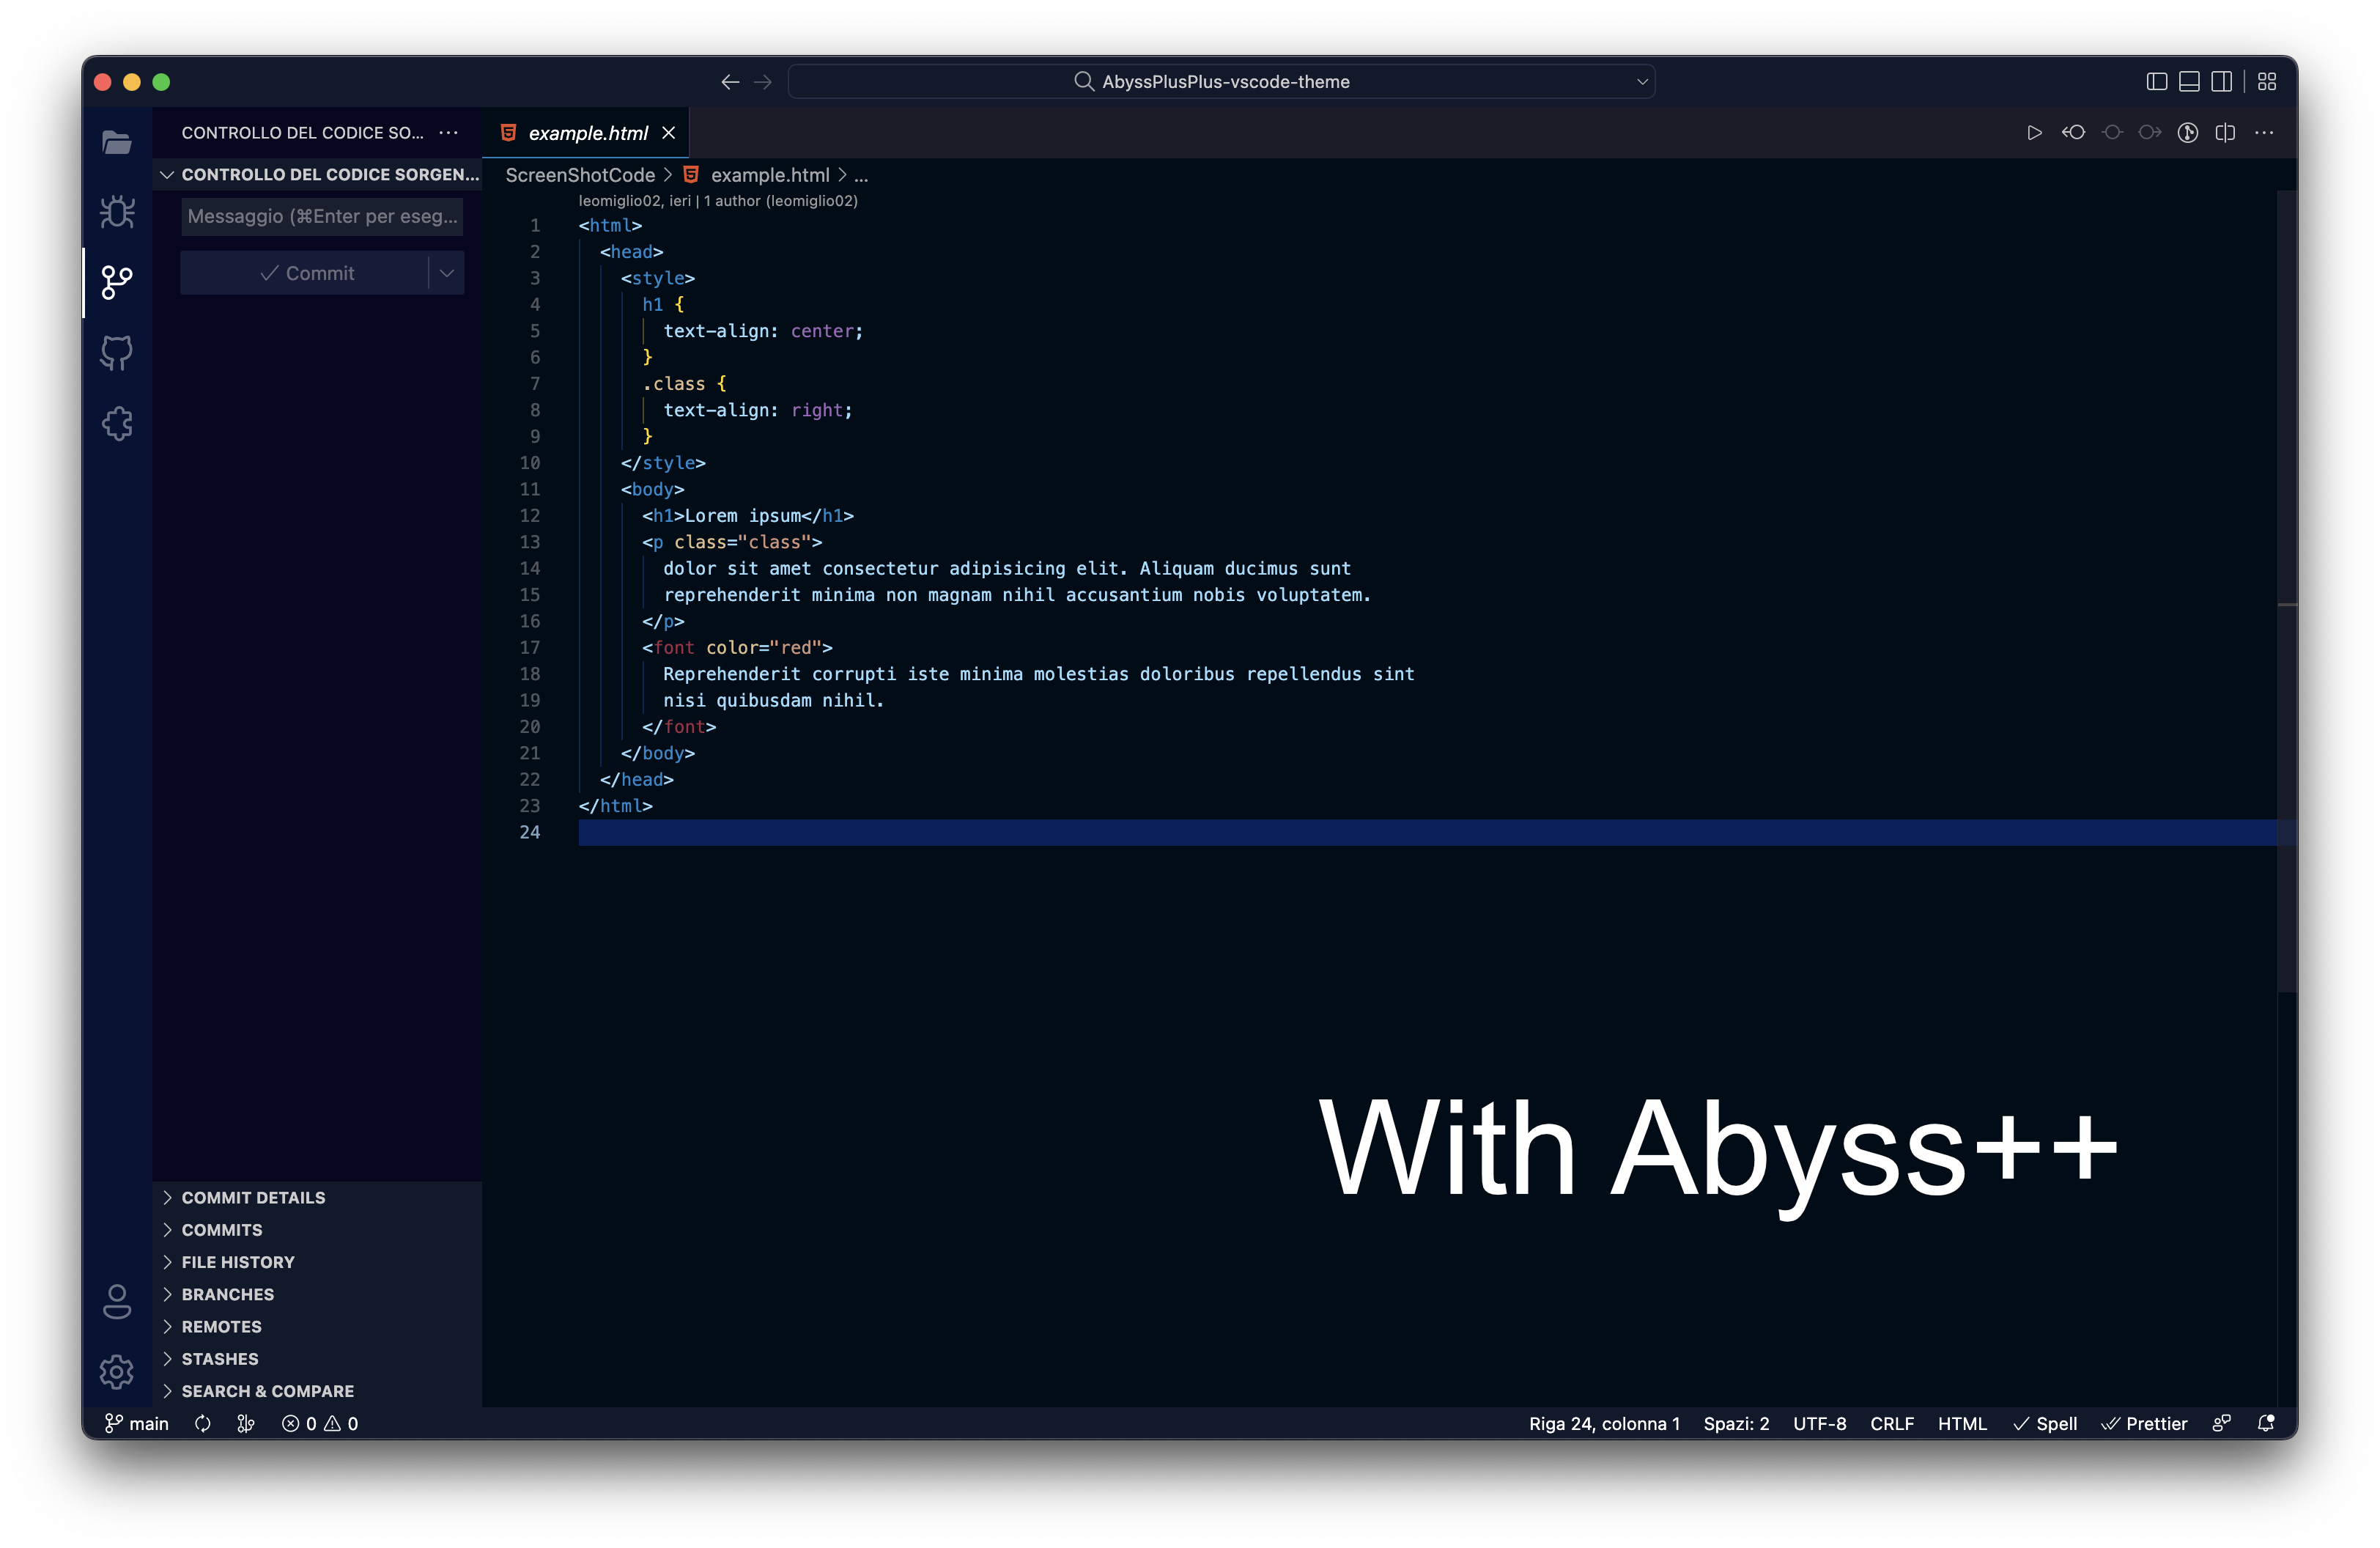 AbyssPlusPlus-vscode-theme
CONTROLLO DEL CODICE SO...
example.html
CONTROLLO DEL CODICE SORGEN...
ScreenShotCode > example.html > ...
Messaggio (⌘Enter per eseg...
Commit
leomiglio02, ieri | 1 author (leomiglio02)
1 <html>
2 <head>
3 <style>
4 h1 {
5 text-align: center;
6 }
7 .class {
8 text-align: right;
9 }
10 </style>
11 <body>
12 <h1>Lorem ipsum</h1>
13 <p class="class">
14 dolor sit amet consectetur adipisicing elit. Aliquam ducimus sunt
15 reprehenderit minima non magnam nihil accusantium nobis voluptatem.
16 </p>
17 <font color="red">
18 Reprehenderit corrupti iste minima molestias doloribus repellendus sint
19 nisi quibusdam nihil.
20 </font>
21 </body>
22 </head>
23 </html>
24
With Abyss++
COMMIT DETAILS
COMMITS
FILE HISTORY
BRANCHES
REMOTES
STASHES
SEARCH & COMPARE
main 0 0 Riga 24, colonna 1 Spazi: 2 UTF-8 CRLF HTML Spell Prettier